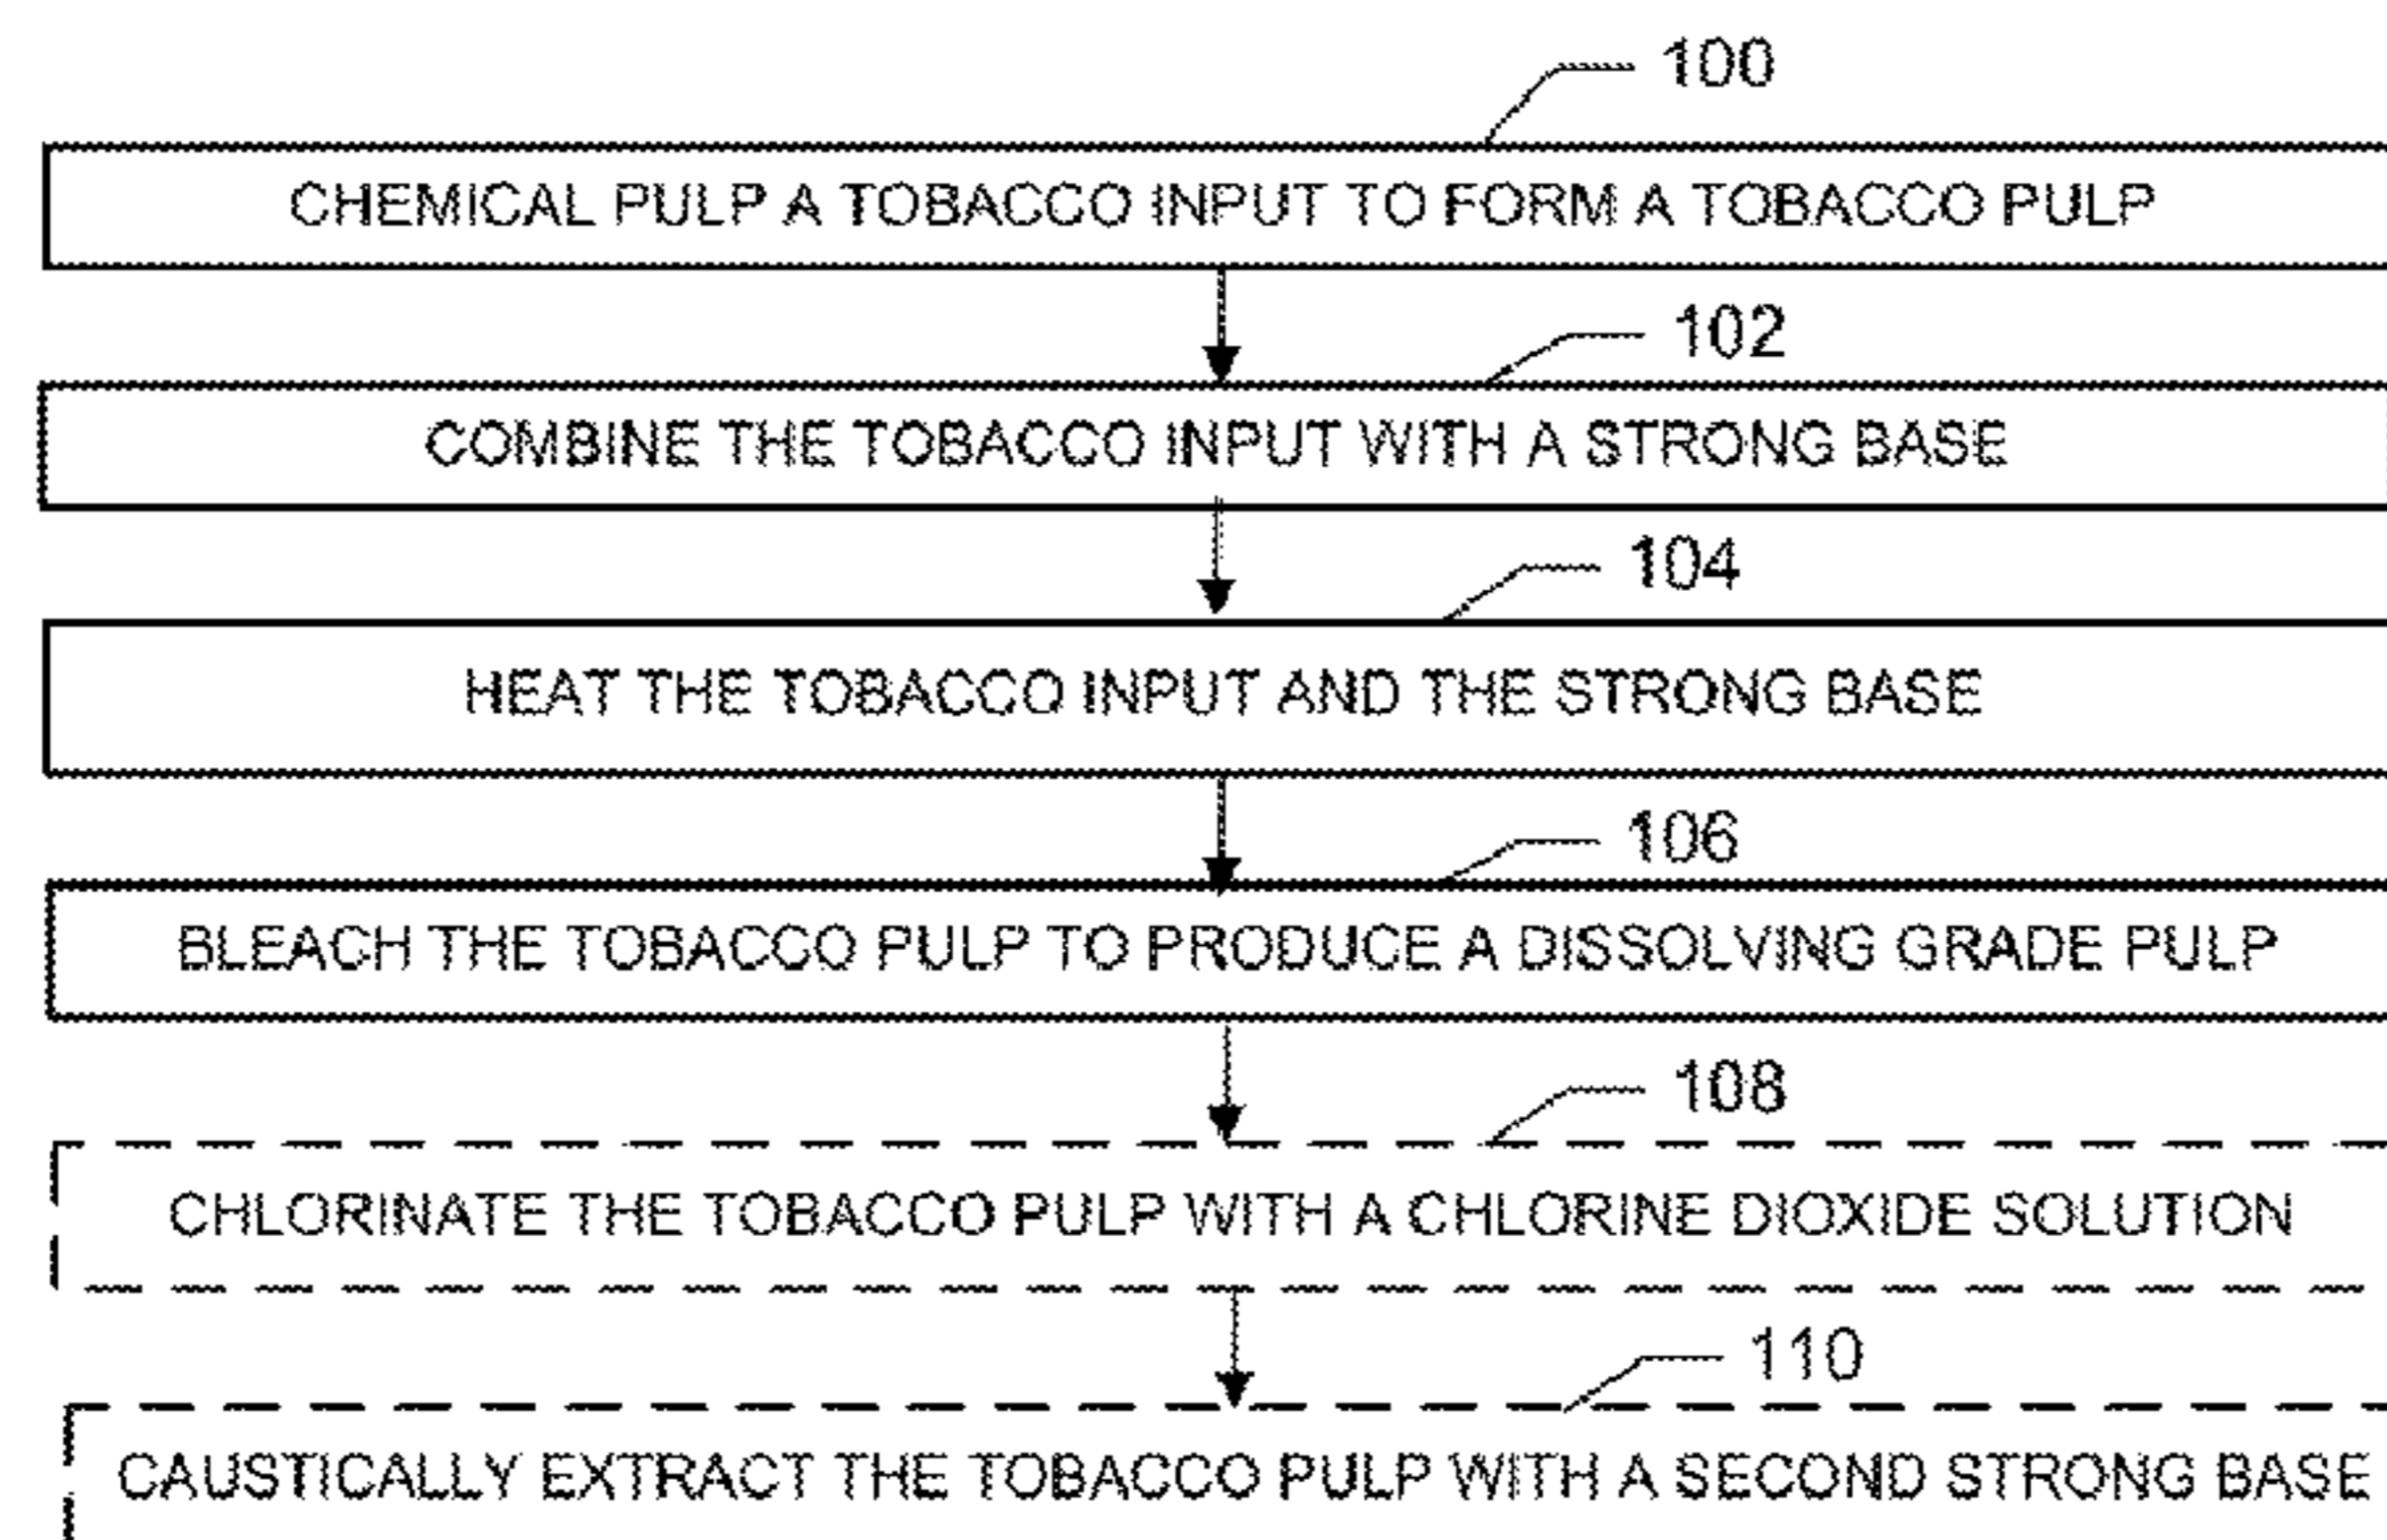 100
CHEMICAL PULP A TOBACCO INPUT TO FORM A TOBACCO PULP
102
COMBINE THE TOBACCO INPUT WITH A STRONG BASE
104
HEAT THE TOBACCO INPUT AND THE STRONG BASE
106
BLEACH THE TOBACCO PULP TO PRODUCE A DISSOLVING GRADE PULP
108
CHLORINATE THE TOBACCO PULP WITH A CHLORINE DIOXIDE SOLUTION
110
CAUSTICALLY EXTRACT THE TOBACCO PULP WITH A SECOND STRONG BASE